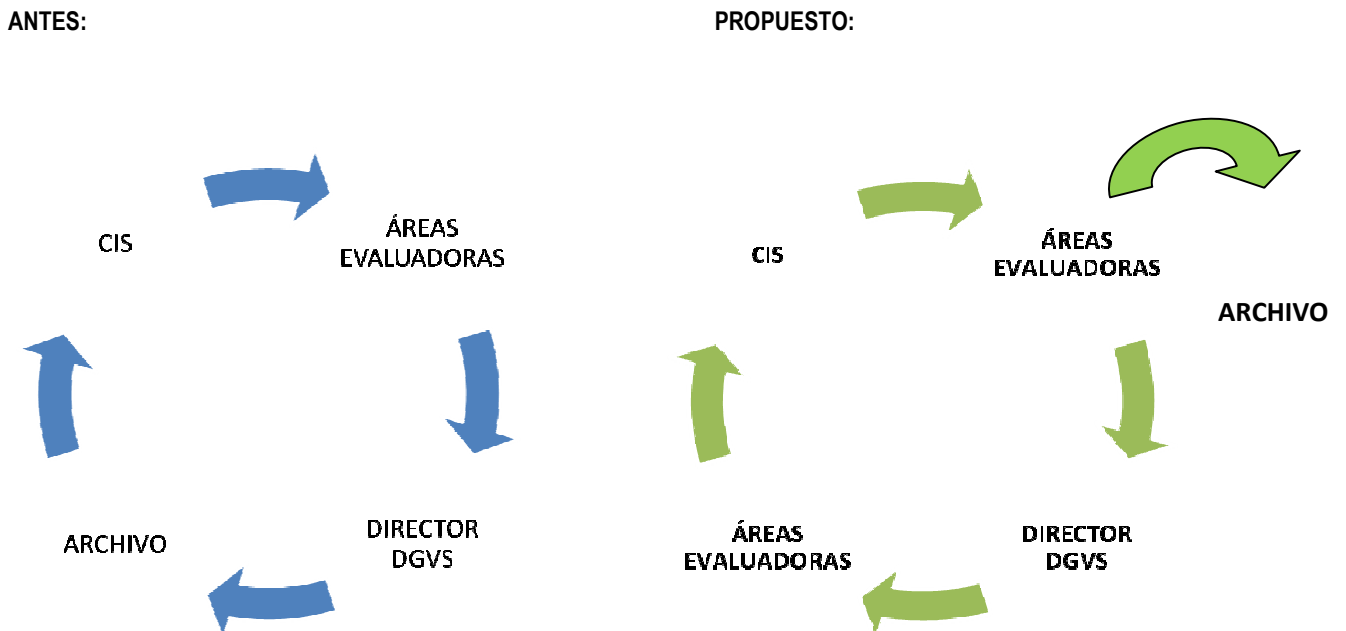 ANTES:
PROPUESTO:
CIS
ÁREAS
EVALUADORAS
DIRECTOR
DGVS
ARCHIVO
CIS
ÁREAS
EVALUADORAS
ARCHIVO
DIRECTOR
DGVS
ÁREAS
EVALUADORAS